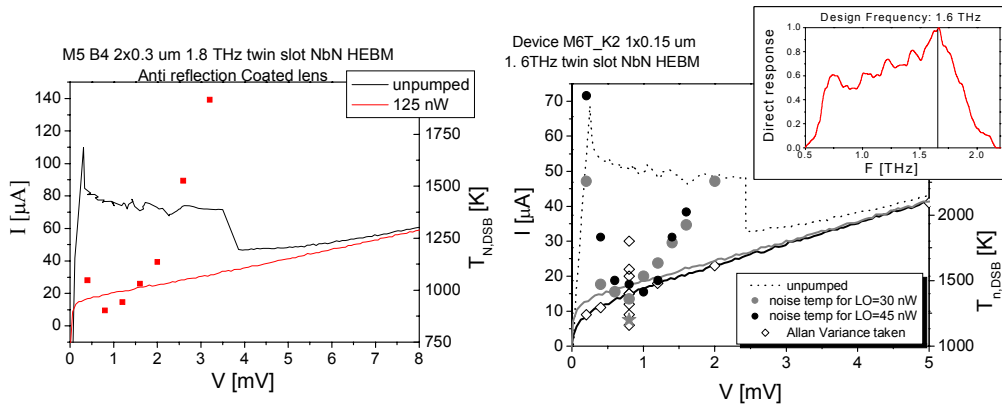 M5 B4 2x0.3 um 1.8 THz twin slot NbN HEBM
Anti reflection Coated lens
unpumped
125 nW
140
120
100
80
60
40
20
0
I [µA]
1750
1500
1250
1000
750
T_N,DSB [K]
0 1 2 3 4 5 6 7 8
V [mV]
Device M6T_K2 1x0.15 um
1. 6THz twin slot NbN HEBM
70
60
50
40
30
20
10
0
I [µA]
2000
1500
1000
T_n,DSB [K]
0 1 2 3 4 5
V [mV]
unpumped
noise temp for LO=30 nW
noise temp for LO=45 nW
Allan Variance taken
Design Frequency: 1.6 THz
1.0
0.8
0.6
0.4
0.2
0.0
Direct response
0.5 1.0 1.5 2.0
F [THz]